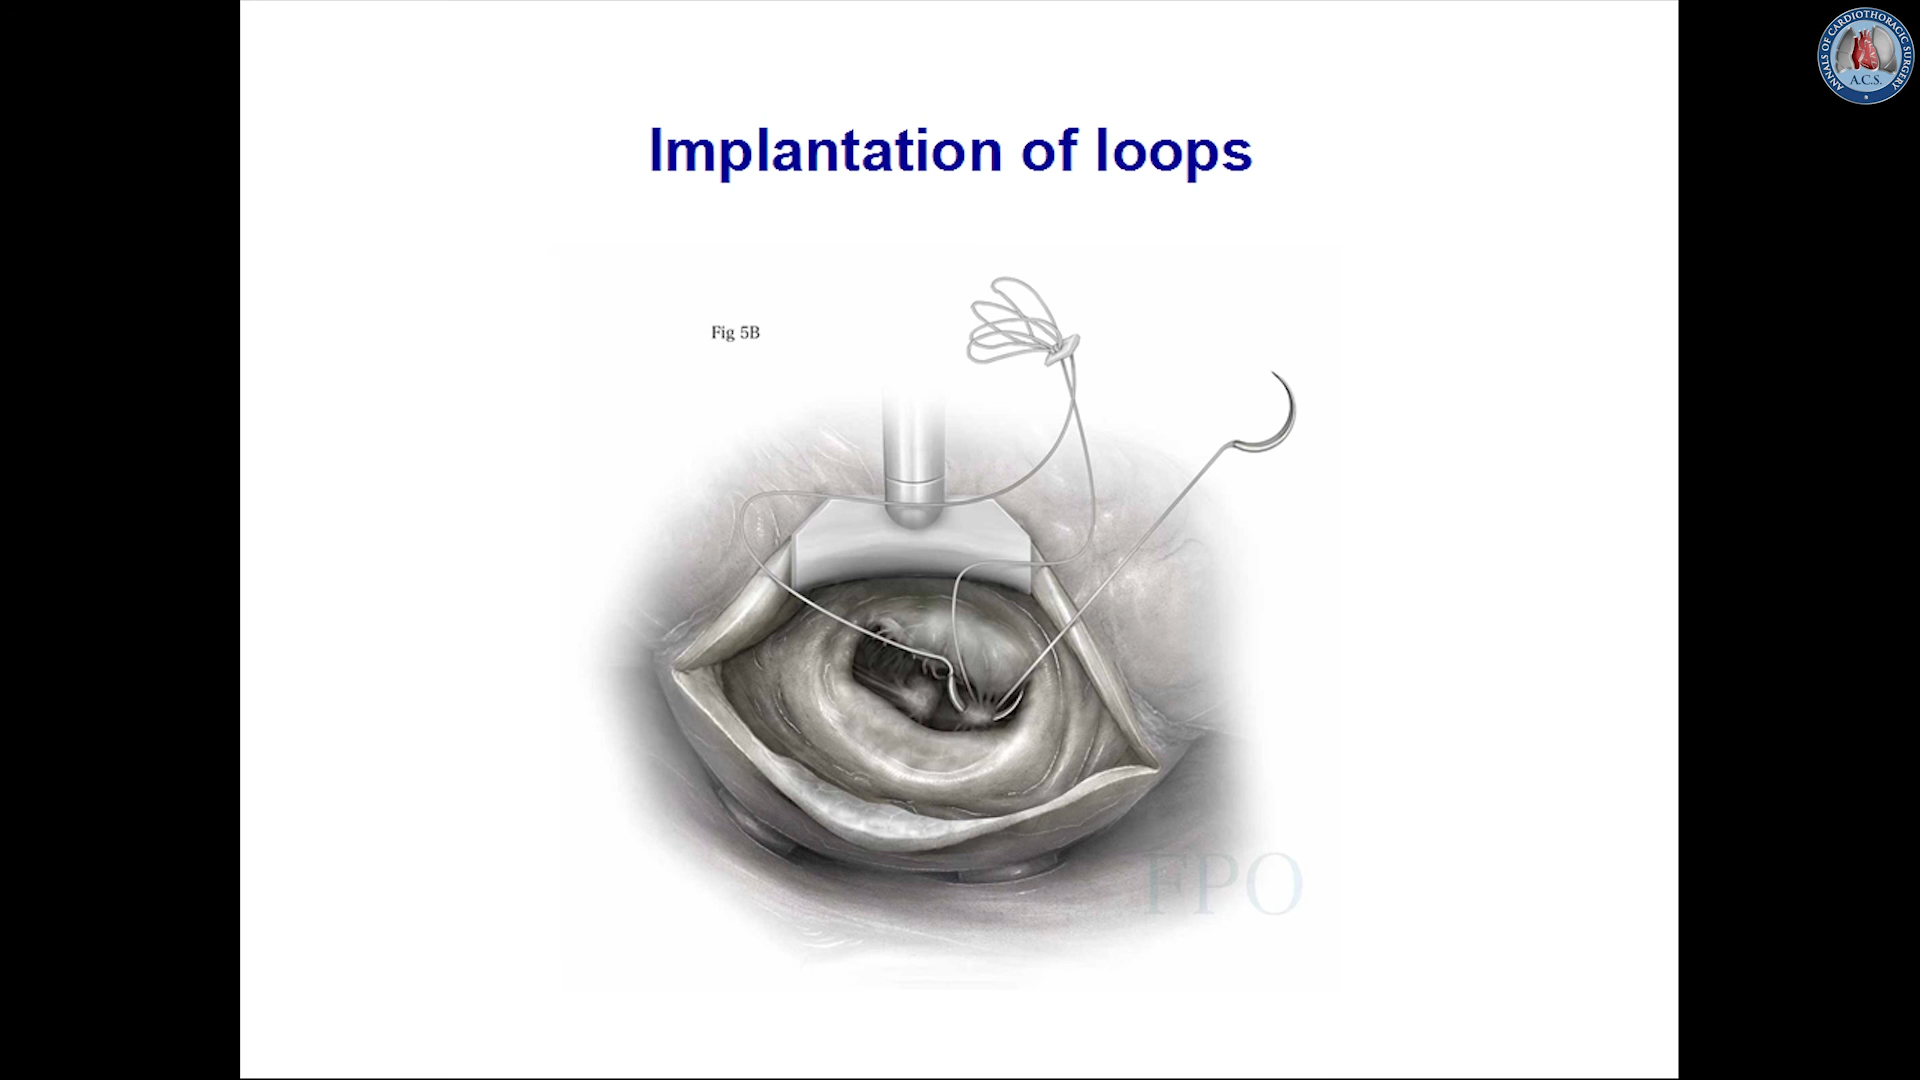 ANNALS OF CARDIOTHORACIC SURGERY
A.C.S.
Implantation of loops
Fig 5B
FPO